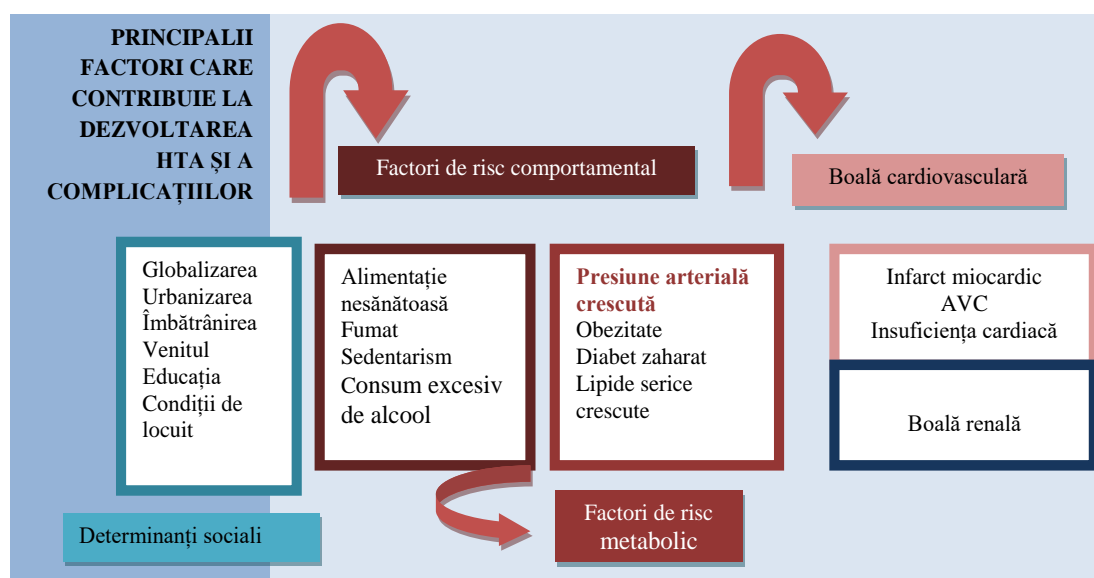 PRINCIPALII
FACTORI CARE
CONTRIBUIE LA
DEZVOLTAREA
HTA ȘI A
COMPLICAȚIILOR
Factori de risc comportamental
Boală cardiovasculară
Globalizarea
Urbanizarea
Îmbătrânirea
Venitul
Educația
Condiții de
locuit
Alimentație
nesănătoasă
Fumat
Sedentarism
Consum excesiv
de alcool
Presiune arterială
crescută
Obezitate
Diabet zaharat
Lipide serice
crescute
Infarct miocardic
AVC
Insuficiența cardiacă
Boală renală
Determinanți sociali
Factori de risc
metabolic